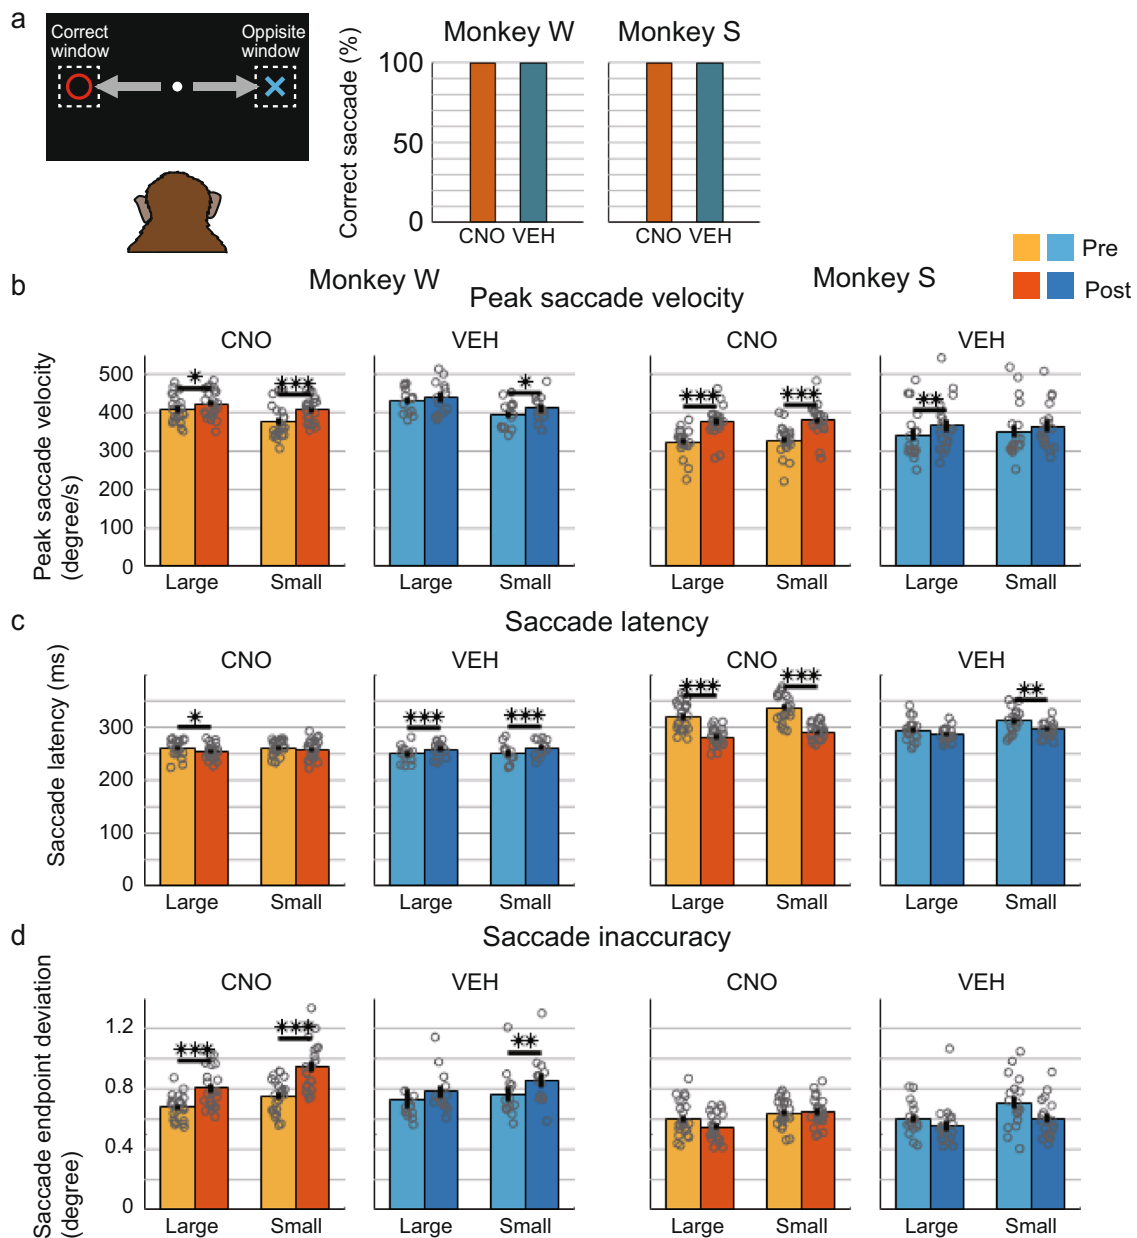 a
Correct
window
Oppisite
window
Correct saccade (%)
Monkey W
Monkey S
100
50
0
CNO VEH
CNO VEH
Pre
Post
Monkey W
Monkey S
b
Peak saccade velocity
CNO
VEH
CNO
VEH
Peak saccade velocity
(degree/s)
500
400
300
200
100
0
* ***
*
*** ***
**
Large Small
Large Small
Large Small
Large Small
c
Saccade latency
CNO
VEH
CNO
VEH
Saccade latency (ms)
300
200
100
0
*
*** ***
*** ***
**
Large Small
Large Small
Large Small
Large Small
d
Saccade inaccuracy
CNO
VEH
CNO
VEH
Saccade endpoint deviation
(degree)
1.2
0.8
0.4
0
*** ***
**
Large Small
Large Small
Large Small
Large Small